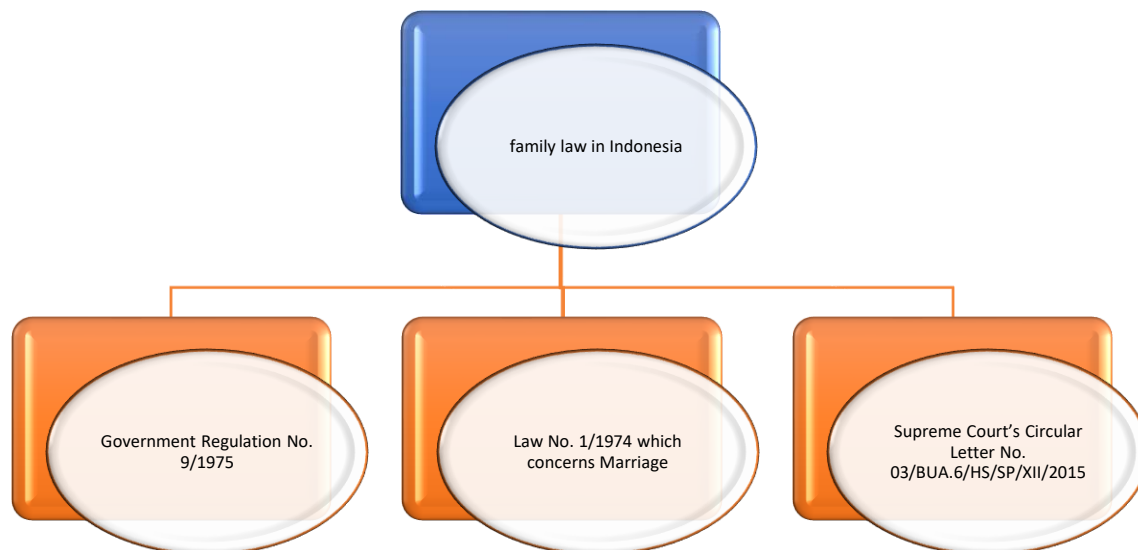 family law in Indonesia
Government Regulation No.
9/1975
Law No. 1/1974 which
concerns Marriage
Supreme Court’s Circular
Letter No.
03/BUA.6/HS/SP/XII/2015